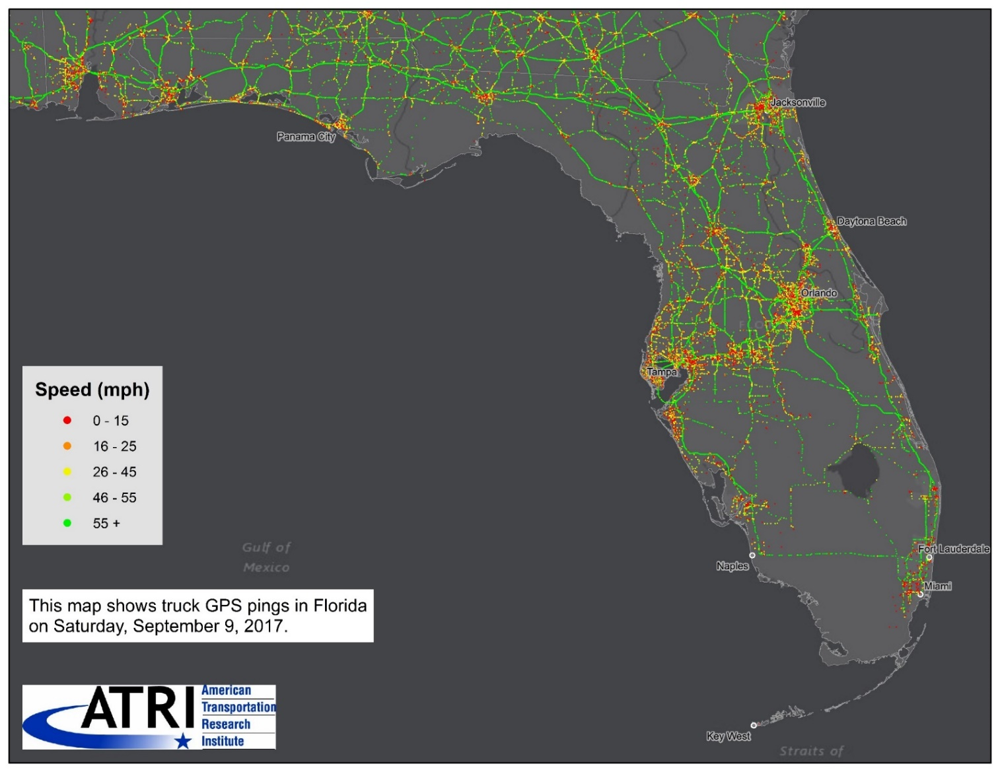 Jacksonville
Panama City
Daytona Beach
Orlando
Tampa
Speed (mph)
0 - 15
16 - 25
26 - 45
46 - 55
55 +
Gulf of
Mexico
Fort Lauderdale
Naples
Miami
This map shows truck GPS pings in Florida
on Saturday, September 9, 2017.
ATRI
American
Transportation
Research
Institute
Key West
Straits of